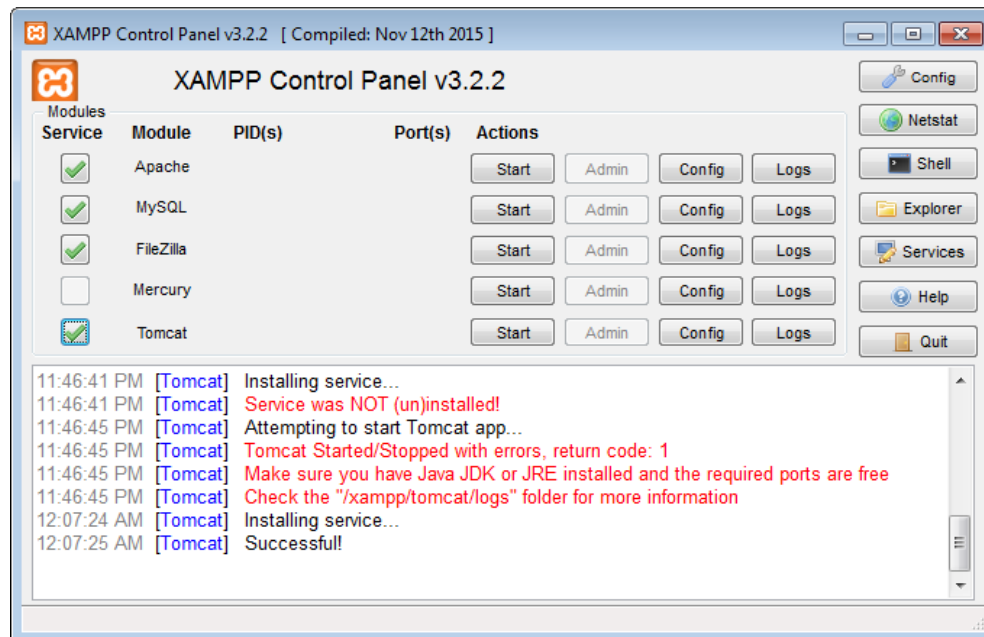 XAMPP Control Panel v3.2.2 [ Compiled: Nov 12th 2015 ]
XAMPP Control Panel v3.2.2
Config
Modules
Service Module PID(s) Port(s) Actions
Netstat
Apache Start Admin Config Logs
Shell
MySQL Start Admin Config Logs
Explorer
FileZilla Start Admin Config Logs
Services
Mercury Start Admin Config Logs
Help
Tomcat Start Admin Config Logs
Quit
11:46:41 PM [Tomcat] Installing service...
11:46:41 PM [Tomcat] Service was NOT (un)installed!
11:46:45 PM [Tomcat] Attempting to start Tomcat app...
11:46:45 PM [Tomcat] Tomcat Started/Stopped with errors, return code: 1
11:46:45 PM [Tomcat] Make sure you have Java JDK or JRE installed and the required ports are free
11:46:45 PM [Tomcat] Check the "/xampp/tomcat/logs" folder for more information
12:07:24 AM [Tomcat] Installing service...
12:07:25 AM [Tomcat] Successful!